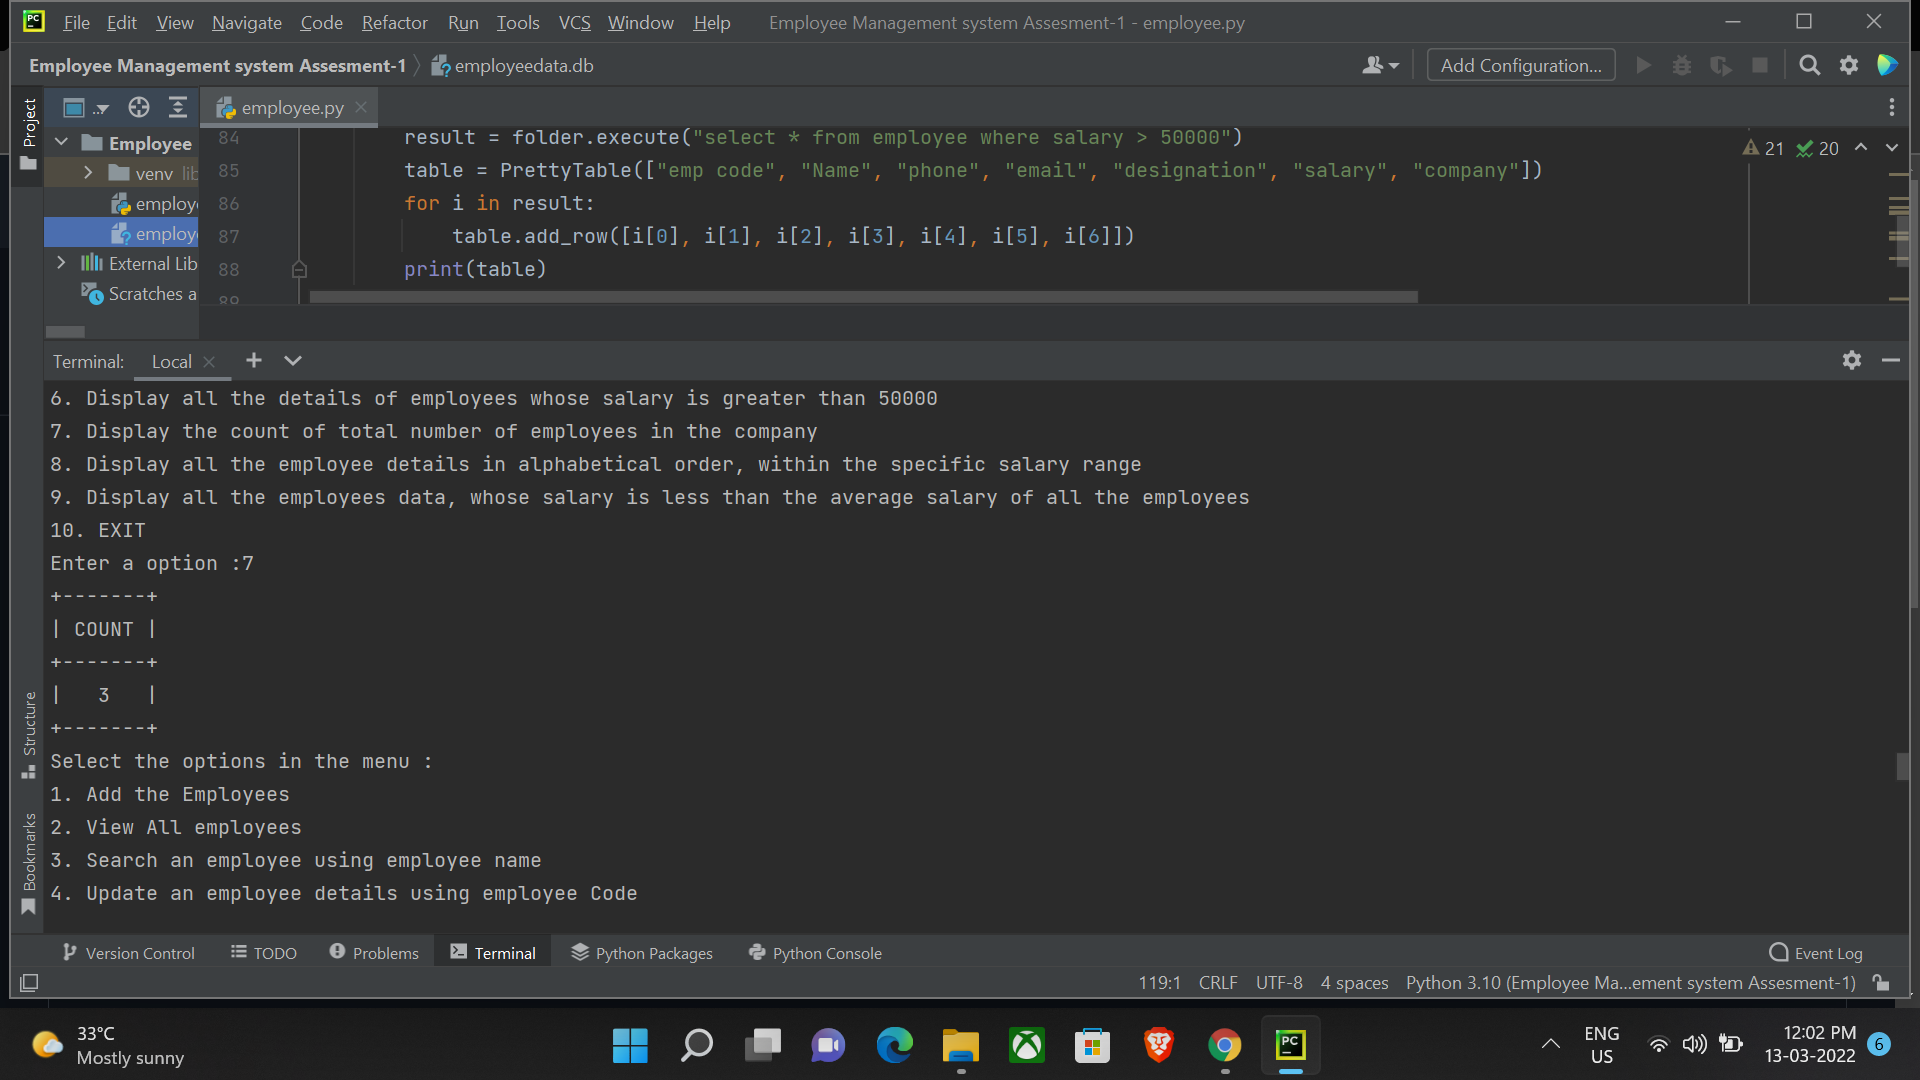 PC File Edit View Navigate Code Refactor Run Tools VCS Window Help Employee Management system Assesment-1 - employee.py
Employee Management system Assesment-1 employeedata.db Add Configuration...
Project .. employee.py
Employee
venv lib
employe
employe
External Lib
Scratches a
84 result = folder.execute("select * from employee where salary > 50000")
85 table = PrettyTable(["emp code", "Name", "phone", "email", "designation", "salary", "company"])
86 for i in result:
87 table.add_row([i[0], i[1], i[2], i[3], i[4], i[5], i[6]])
88 print(table)
89
21 20
Terminal: Local
6. Display all the details of employees whose salary is greater than 50000
7. Display the count of total number of employees in the company
8. Display all the employee details in alphabetical order, within the specific salary range
9. Display all the employees data, whose salary is less than the average salary of all the employees
10. EXIT
Enter a option :7
+-------+
| COUNT |
+-------+
|   3   |
+-------+
Select the options in the menu :
1. Add the Employees
2. View All employees
3. Search an employee using employee name
4. Update an employee details using employee Code
Structure
Bookmarks
Version Control TODO Problems Terminal Python Packages Python Console Event Log
119:1 CRLF UTF-8 4 spaces Python 3.10 (Employee Ma...ement system Assesment-1)
33°C
Mostly sunny
PC
ENG
US
12:02 PM
13-03-2022
6